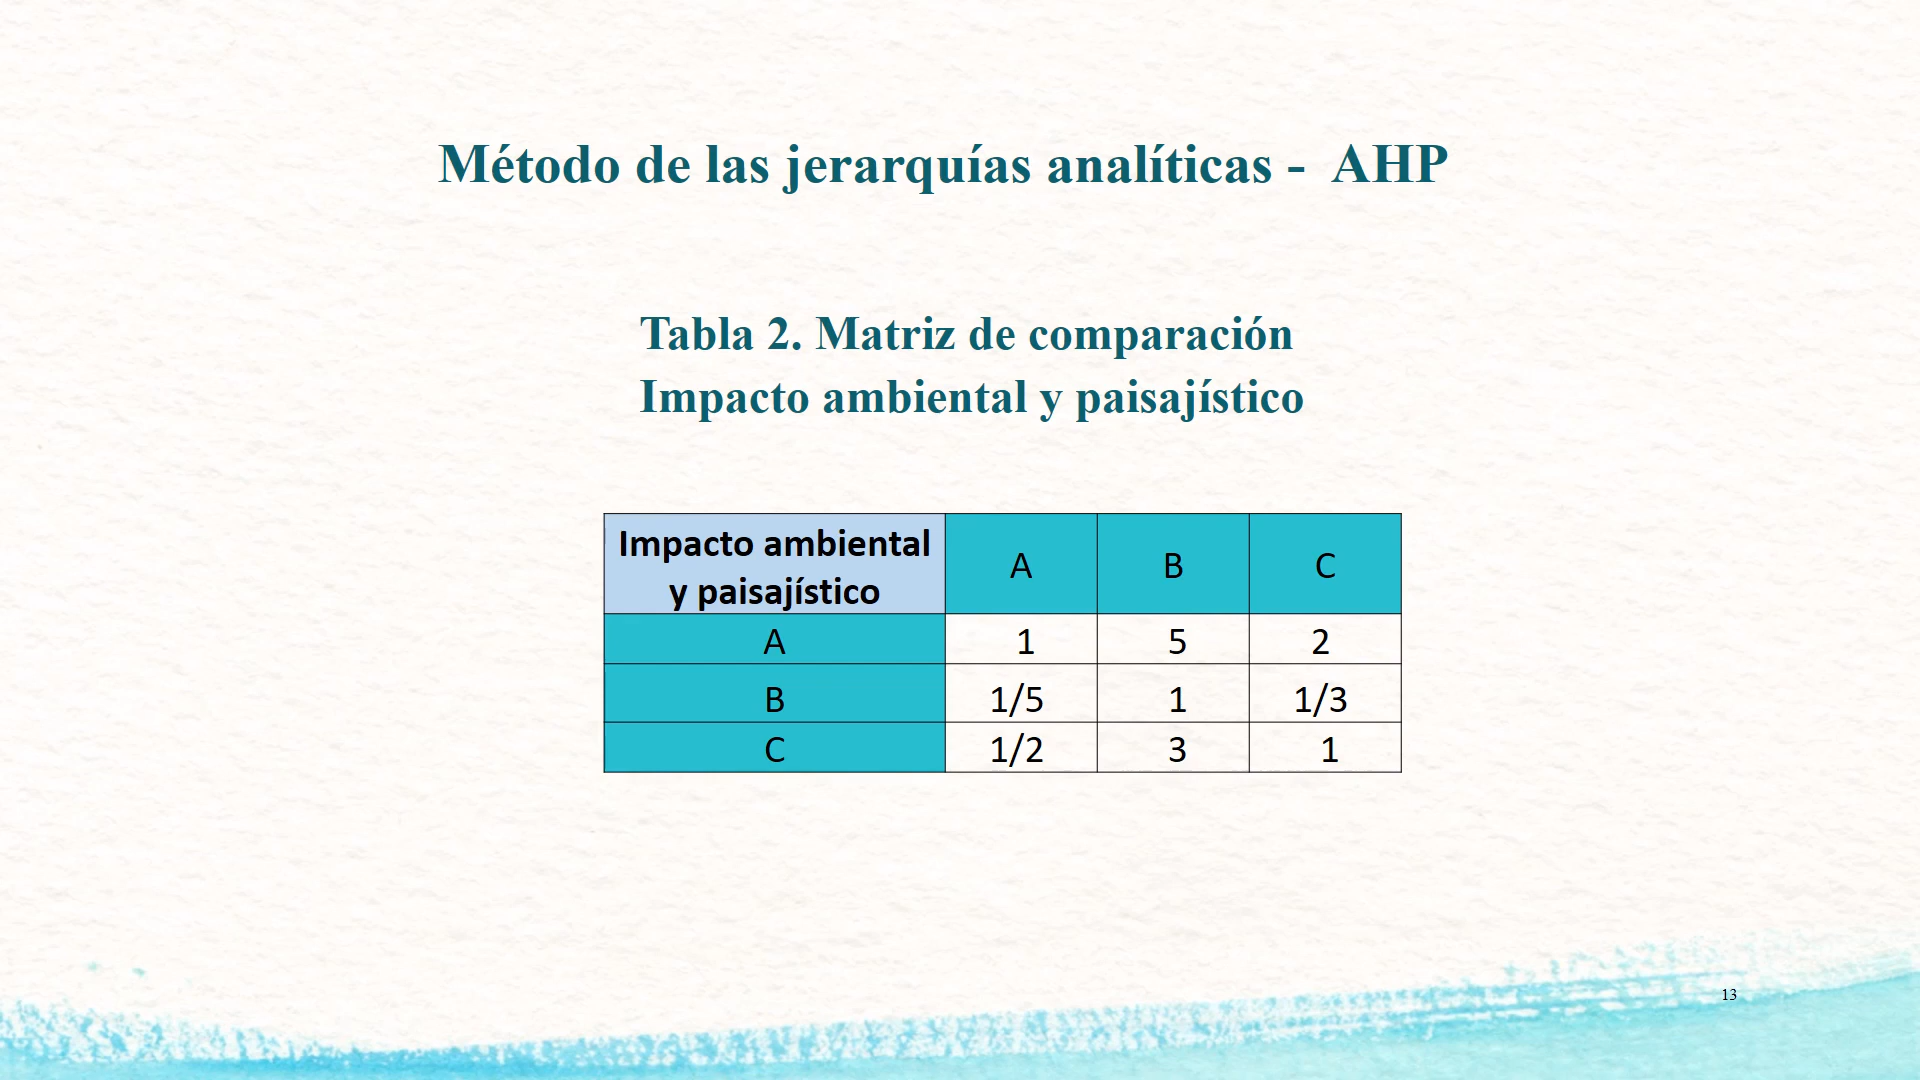 Método de las jerarquías analíticas - AHP
Tabla 2. Matriz de comparación
Impacto ambiental y paisajístico
Impacto ambiental
y paisajístico
A B C
A 1 5 2
B 1/5 1 1/3
C 1/2 3 1
13